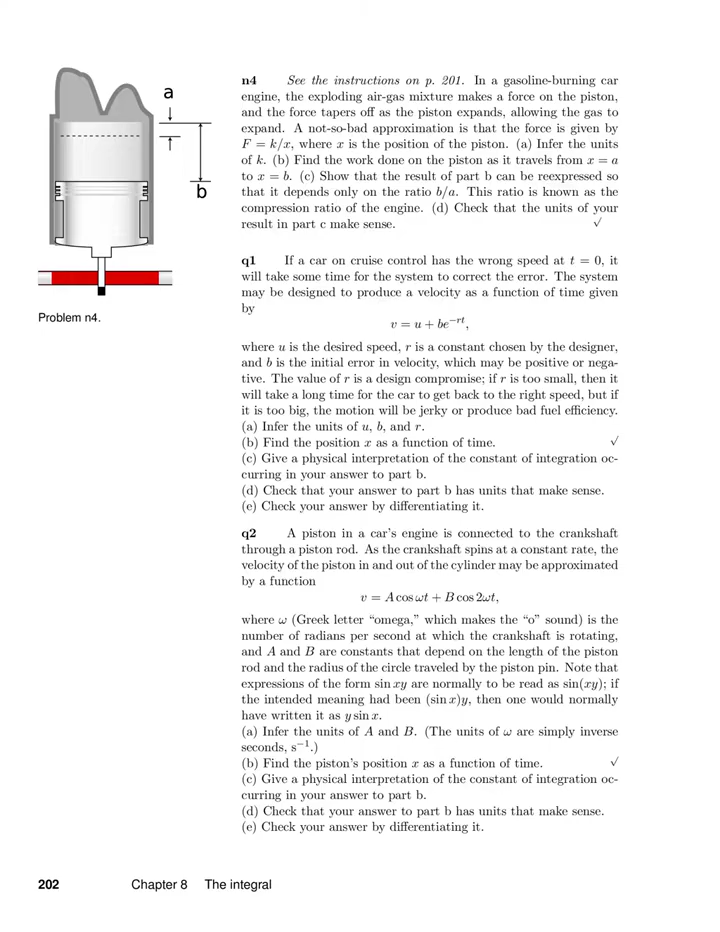 a
b
Problem n4.
n4 See the instructions on p. 201. In a gasoline-burning car
engine, the exploding air-gas mixture makes a force on the piston,
and the force tapers off as the piston expands, allowing the gas to
expand. A not-so-bad approximation is that the force is given by
F = k/x, where x is the position of the piston. (a) Infer the units
of k. (b) Find the work done on the piston as it travels from x = a
to x = b. (c) Show that the result of part b can be reexpressed so
that it depends only on the ratio b/a. This ratio is known as the
compression ratio of the engine. (d) Check that the units of your
result in part c make sense. √
q1 If a car on cruise control has the wrong speed at t = 0, it
will take some time for the system to correct the error. The system
may be designed to produce a velocity as a function of time given
by
v = u + be⁻ʳᵗ,
where u is the desired speed, r is a constant chosen by the designer,
and b is the initial error in velocity, which may be positive or nega-
tive. The value of r is a design compromise; if r is too small, then it
will take a long time for the car to get back to the right speed, but if
it is too big, the motion will be jerky or produce bad fuel efficiency.
(a) Infer the units of u, b, and r.
(b) Find the position x as a function of time. √
(c) Give a physical interpretation of the constant of integration oc-
curring in your answer to part b.
(d) Check that your answer to part b has units that make sense.
(e) Check your answer by differentiating it.
q2 A piston in a car's engine is connected to the crankshaft
through a piston rod. As the crankshaft spins at a constant rate, the
velocity of the piston in and out of the cylinder may be approximated
by a function
v = A cos ωt + B cos 2ωt,
where ω (Greek letter "omega," which makes the "o" sound) is the
number of radians per second at which the crankshaft is rotating,
and A and B are constants that depend on the length of the piston
rod and the radius of the circle traveled by the piston pin. Note that
expressions of the form sin xy are normally to be read as sin(xy); if
the intended meaning had been (sin x)y, then one would normally
have written it as y sin x.
(a) Infer the units of A and B. (The units of ω are simply inverse
seconds, s⁻¹.)
(b) Find the piston's position x as a function of time. √
(c) Give a physical interpretation of the constant of integration oc-
curring in your answer to part b.
(d) Check that your answer to part b has units that make sense.
(e) Check your answer by differentiating it.
202 Chapter 8 The integral